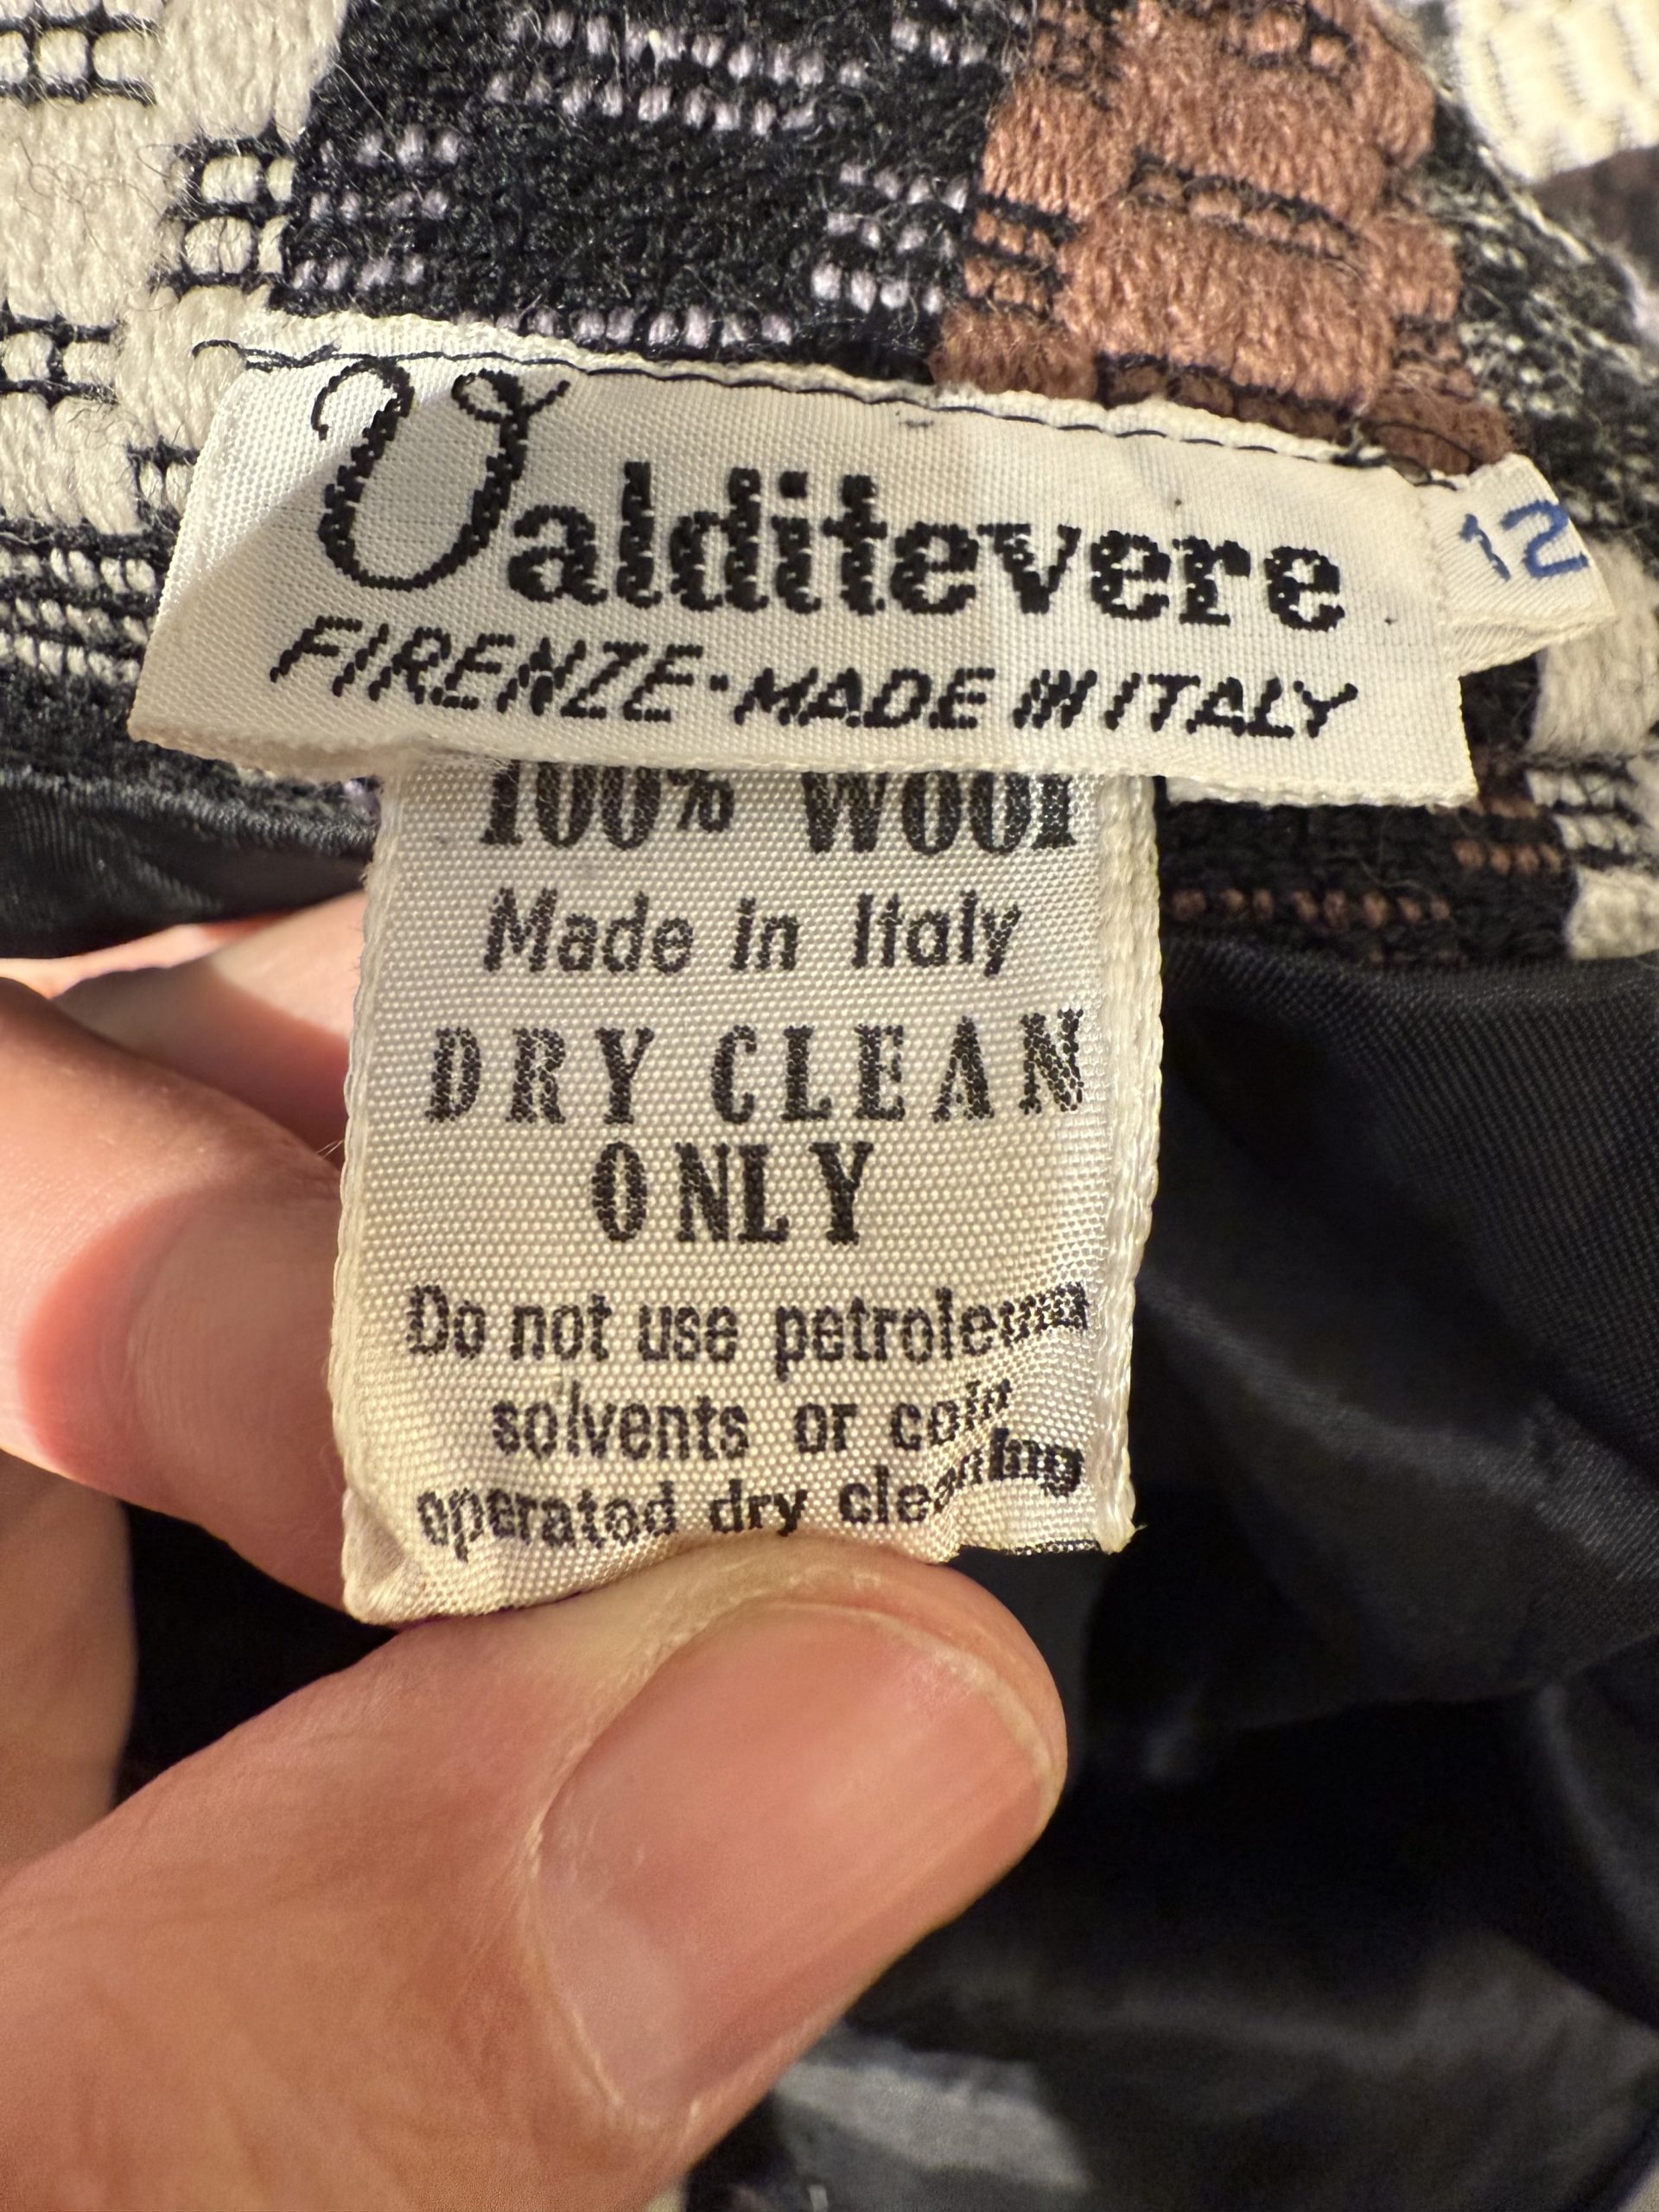 Valditevere
FIRENZE·MADE IN ITALY
12
100% WOOL
Made in Italy
DRY CLEAN
ONLY
Do not use petroleum
solvents or coin
operated dry cleaning